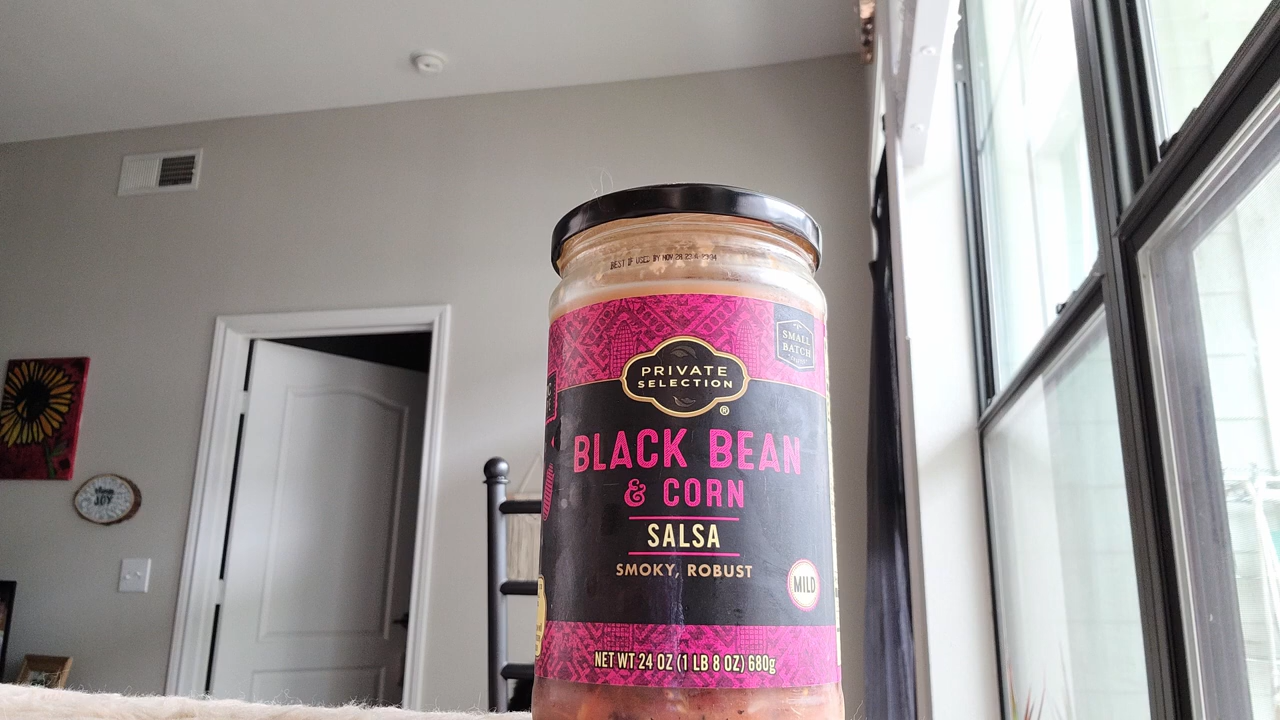 BEST IF USED BY NOV 28 23
SMALL
BATCH
PRIVATE
SELECTION
®
BLACK BEAN
& CORN
SALSA
SMOKY, ROBUST
MILD
NET WT 24 OZ (1 LB 8 OZ) 680g
JOY